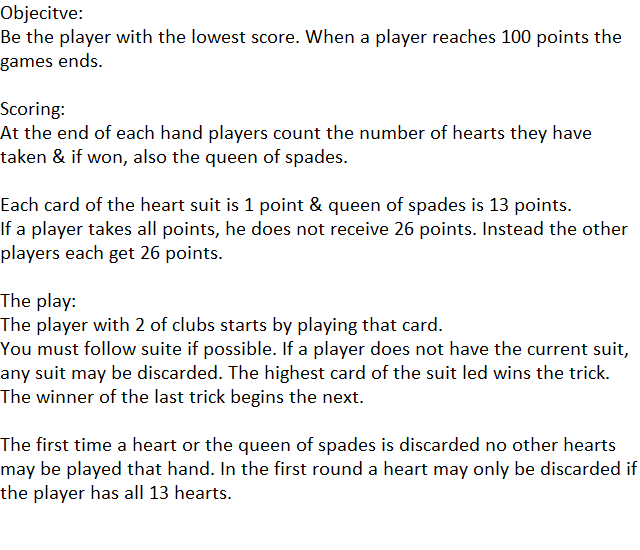 Objecitve:
Be the player with the lowest score. When a player reaches 100 points the
games ends.
Scoring:
At the end of each hand players count the number of hearts they have
taken & if won, also the queen of spades.
Each card of the heart suit is 1 point & queen of spades is 13 points.
If a player takes all points, he does not receive 26 points. Instead the other
players each get 26 points.
The play:
The player with 2 of clubs starts by playing that card.
You must follow suite if possible. If a player does not have the current suit,
any suit may be discarded. The highest card of the suit led wins the trick.
The winner of the last trick begins the next.
The first time a heart or the queen of spades is discarded no other hearts
may be played that hand. In the first round a heart may only be discarded if
the player has all 13 hearts.